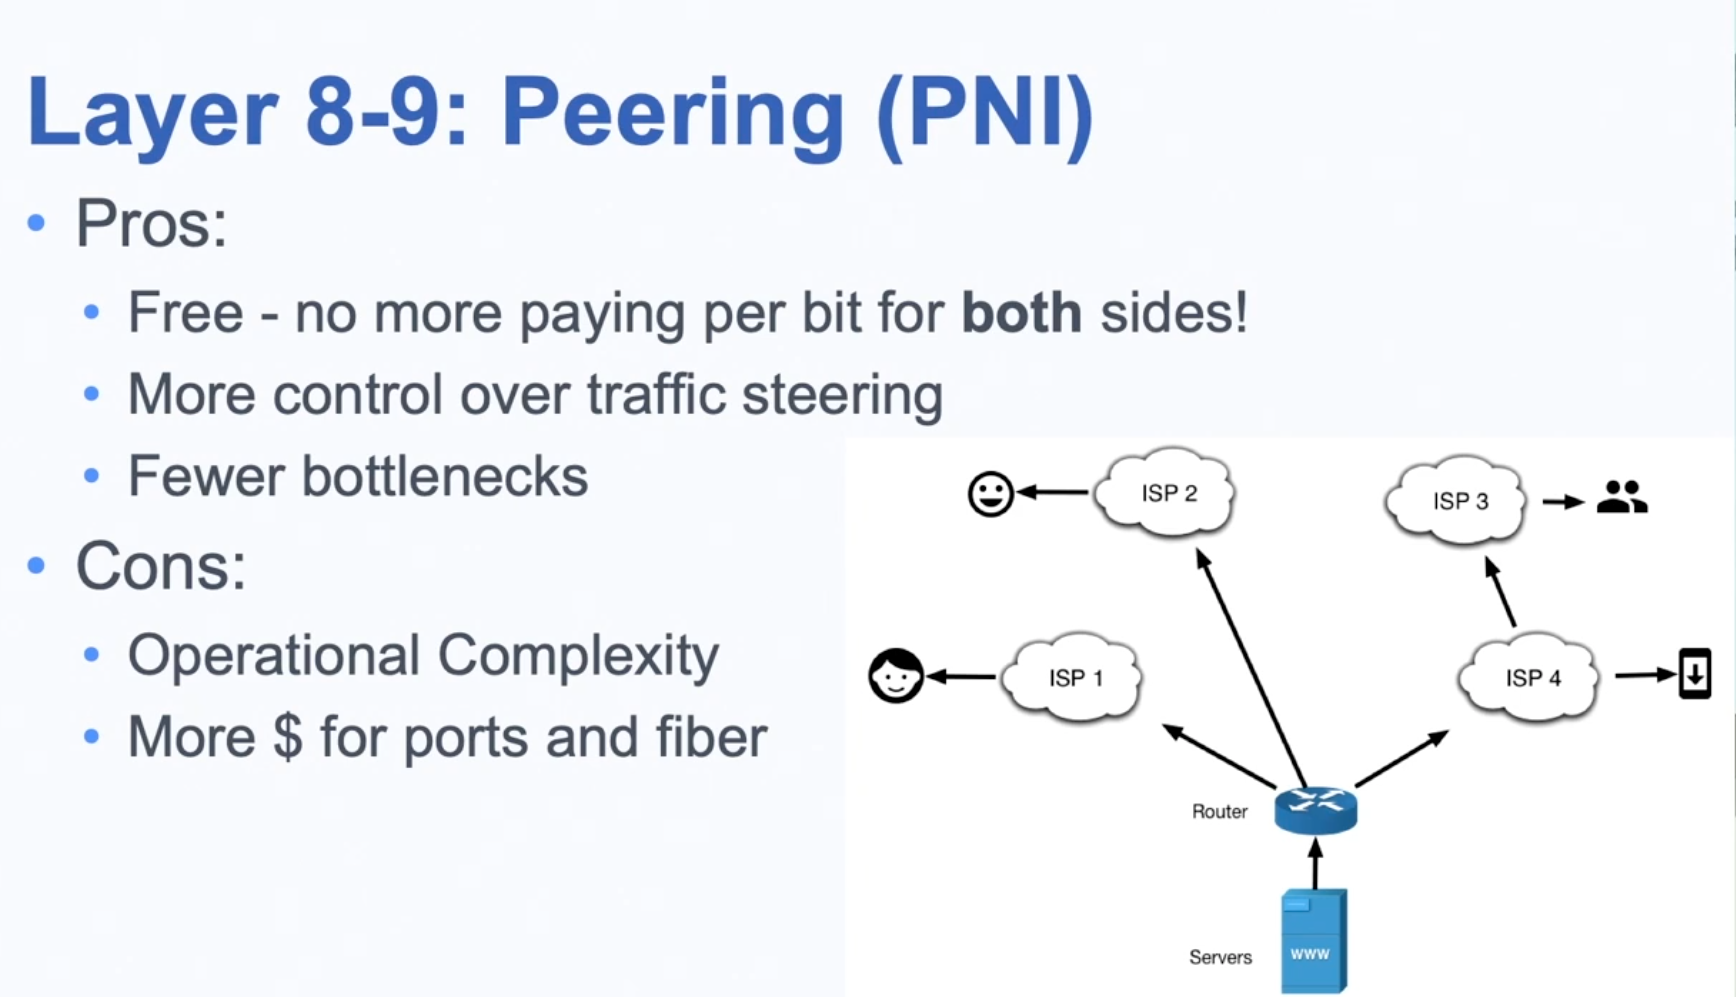 Layer 8-9: Peering (PNI)
• Pros:
• Free - no more paying per bit for both sides!
• More control over traffic steering
• Fewer bottlenecks
• Cons:
• Operational Complexity
• More $ for ports and fiber
ISP 2
ISP 3
ISP 1
ISP 4
Router
Servers
WWW